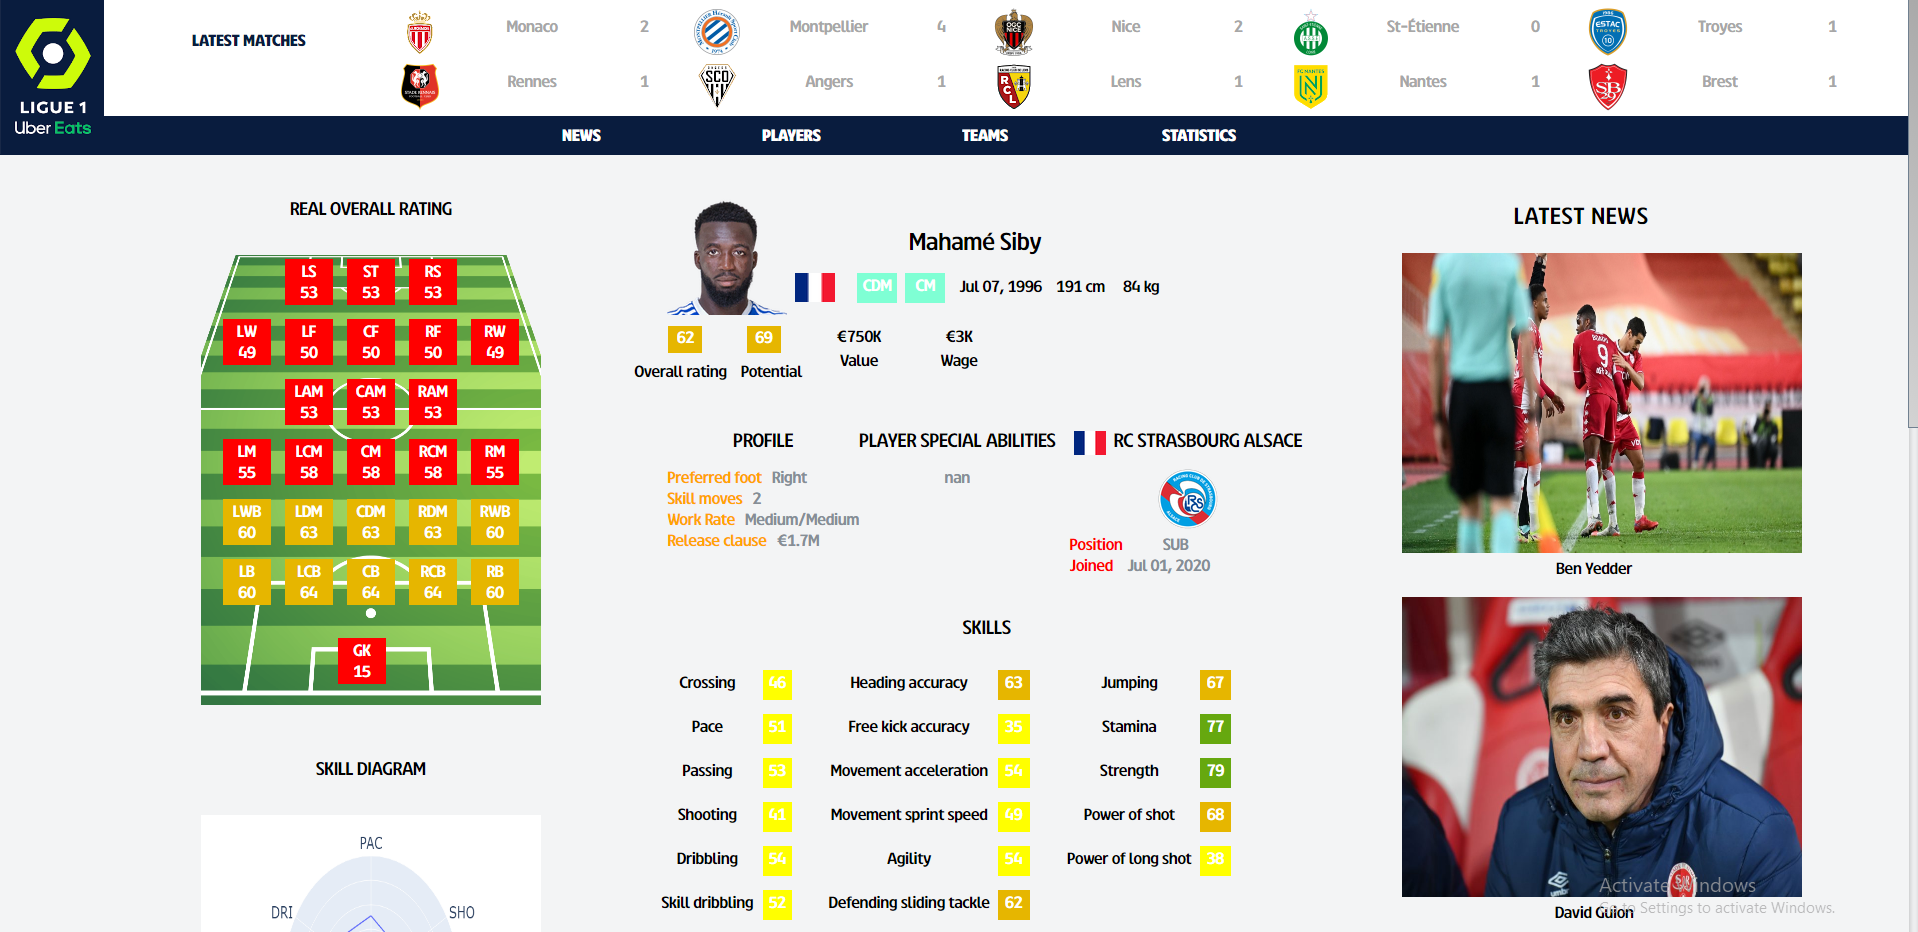 LIGUE 1
Uber Eats
LATEST MATCHES
Monaco 2
Rennes 1
Montpellier 4
Angers 1
Nice 2
Lens 1
St-Étienne 0
Nantes 1
Troyes 1
Brest 1
NEWS PLAYERS TEAMS STATISTICS
REAL OVERALL RATING
LS ST RS
53 53 53
LW LF CF RF RW
49 50 50 50 49
LAM CAM RAM
53 53 53
LM LCM CM RCM RM
55 58 58 58 55
LWB LDM CDM RDM RWB
60 63 63 63 60
LB LCB CB RCB RB
60 64 64 64 60
GK
15
SKILL DIAGRAM
PAC
DRI SHO
Mahamé Siby
CDM CM Jul 07, 1996 191 cm 84 kg
62 69 €750K €3K
Overall rating Potential Value Wage
PROFILE
Preferred foot Right
Skill moves 2
Work Rate Medium/Medium
Release clause €1.7M
PLAYER SPECIAL ABILITIES
nan
RC STRASBOURG ALSACE
Position SUB
Joined Jul 01, 2020
SKILLS
Crossing 46 Heading accuracy 63 Jumping 67
Pace 51 Free kick accuracy 35 Stamina 77
Passing 53 Movement acceleration 54 Strength 79
Shooting 41 Movement sprint speed 49 Power of shot 68
Dribbling 54 Agility 54 Power of long shot 38
Skill dribbling 52 Defending sliding tackle 62
LATEST NEWS
9
Ben Yedder
umbro
David Guion
Activate Windows
Go to Settings to activate Windows.